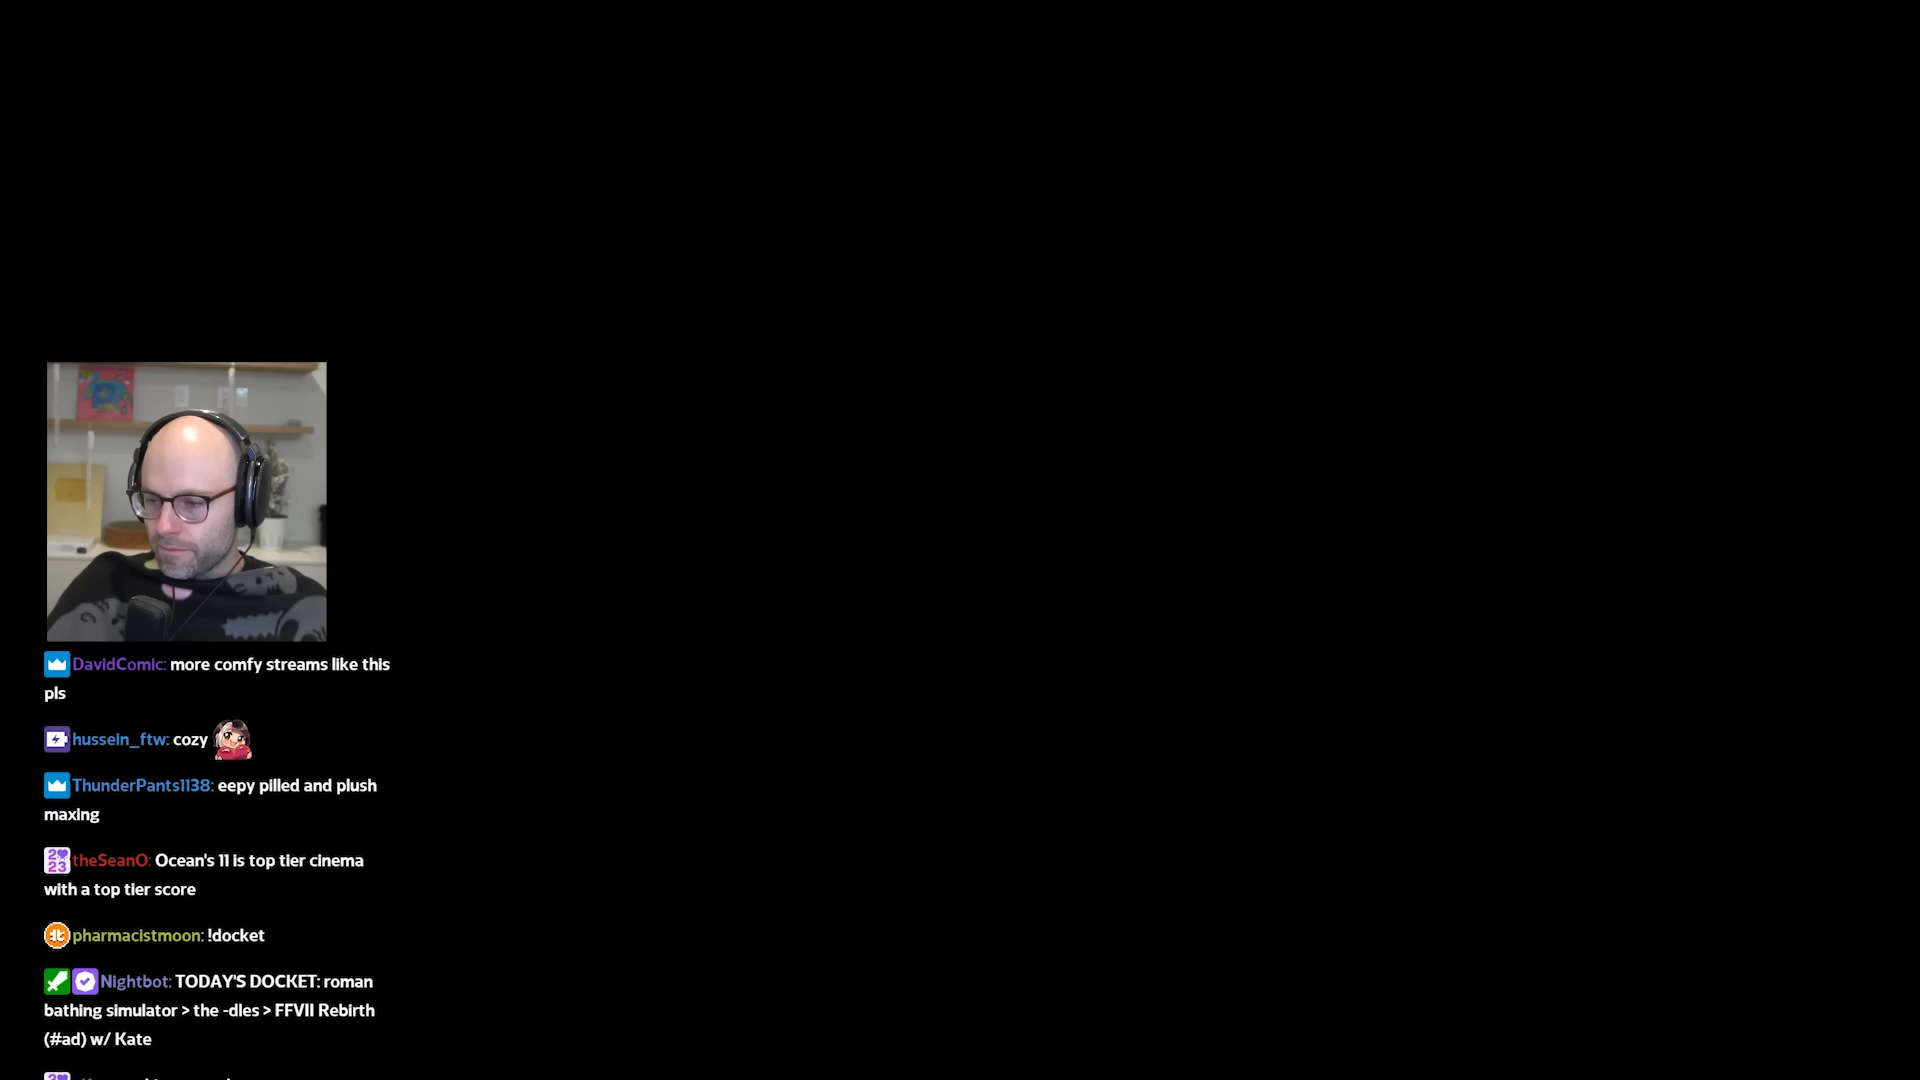 DavidComic: more comfy streams like this
pls
hussein_ftw: cozy
ThunderPants1138: eepy pilled and plush
maxing
2023 theSeanO: Ocean's 11 is top tier cinema
with a top tier score
pharmacistmoon: !docket
Nightbot: TODAY'S DOCKET: roman
bathing simulator > the -dles > FFVII Rebirth
(#ad) w/ Kate